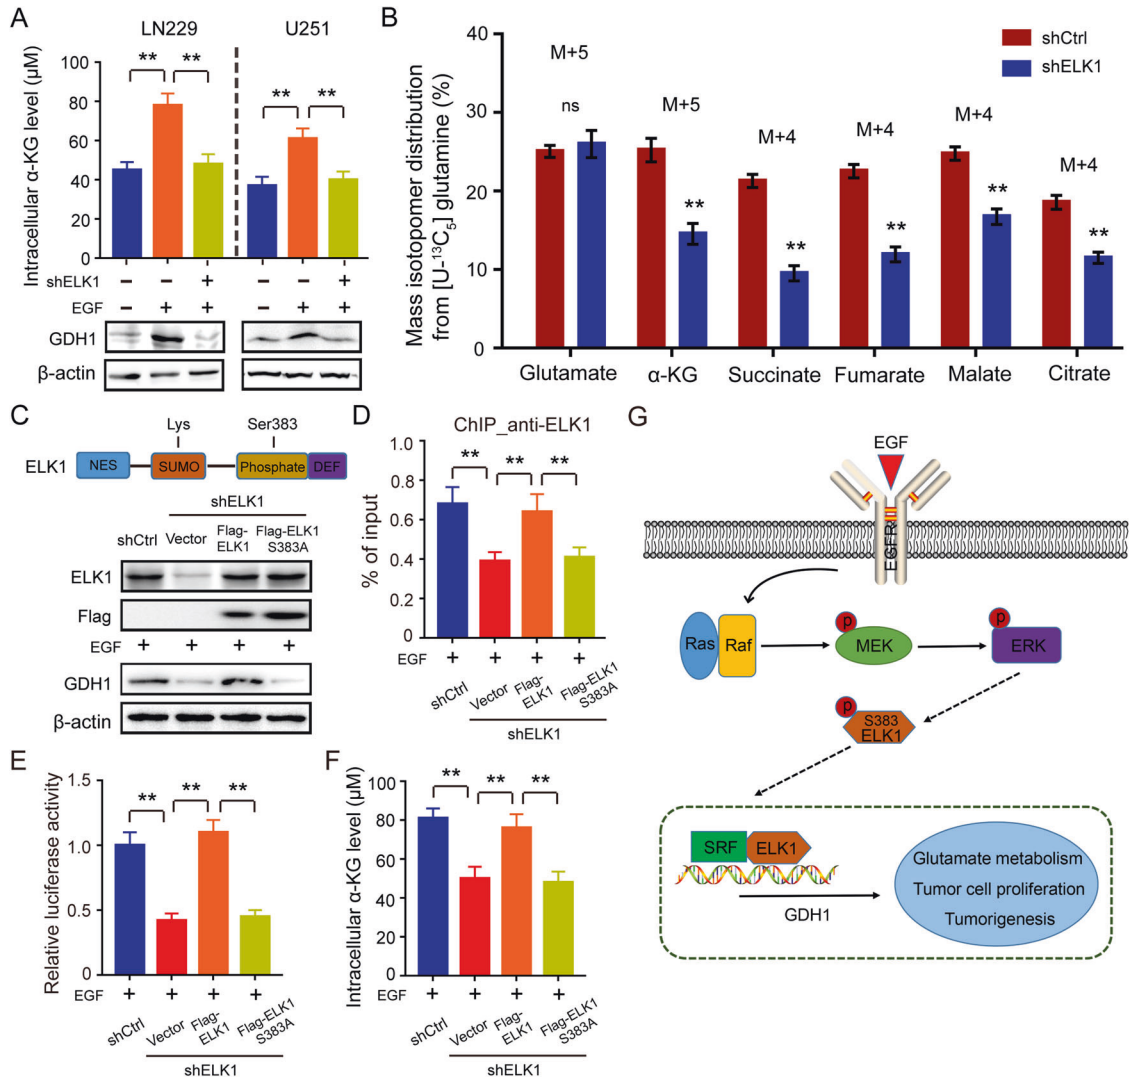 A
LN229
U251
Intracellular α-KG level (μM)
100
80
60
40
20
0
** **
** **
shELK1 − − + − − +
EGF − + + − + +
GDH1
β-actin
B
Mass isotopomer distribution
from [U-¹³C₅] glutamine (%)
40
30
20
10
0
shCtrl
shELK1
M+5
ns
M+5
**
M+4
**
M+4
**
M+4
**
M+4
**
Glutamate α-KG Succinate Fumarate Malate Citrate
C
Lys Ser383
ELK1 NES SUMO Phosphate DEF
shELK1
shCtrl Vector Flag-ELK1 Flag-ELK1 S383A
ELK1
Flag
EGF + + + +
GDH1
β-actin
D
ChIP_anti-ELK1
% of input
1.0
0.8
0.6
0.4
0.2
0
** ** **
EGF + + + +
shCtrl Vector Flag-ELK1 Flag-ELK1 S383A
shELK1
E
Relative luciferase activity
1.5
1.0
0.5
0
** ** **
EGF + + + +
shCtrl Vector Flag-ELK1 Flag-ELK1 S383A
shELK1
F
Intracellular α-KG level (μM)
100
80
60
40
20
0
** ** **
EGF + + + +
shCtrl Vector Flag-ELK1 Flag-ELK1 S383A
shELK1
G
EGF
EGFR
Ras Raf
p
MEK
p
ERK
p
S383
ELK1
SRF ELK1
GDH1
Glutamate metabolism
Tumor cell proliferation
Tumorigenesis